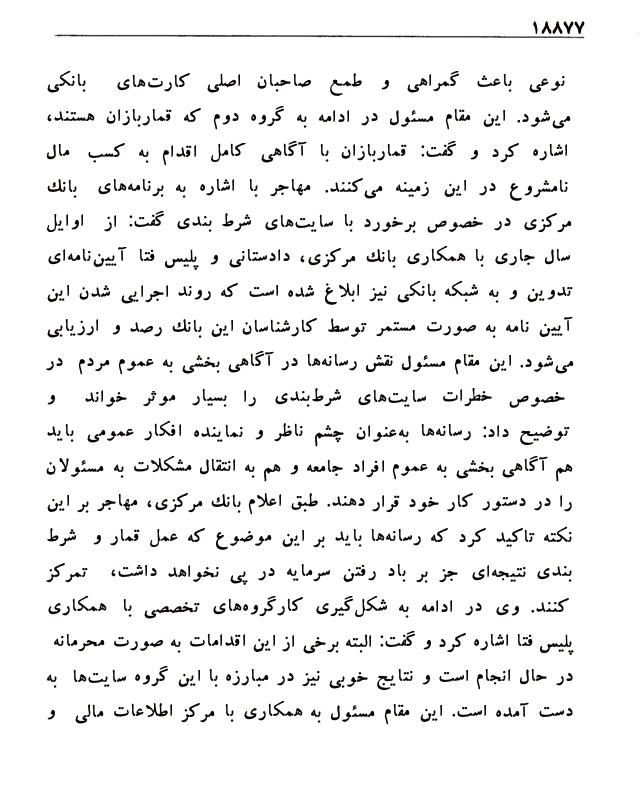 ۱۸۸۷۷
نوعی باعث گمراهی و طمع صاحبان اصلی کارت‌های بانکی
می‌شود. این مقام مسئول در ادامه به گروه دوم که قماربازان هستند،
اشاره کرد و گفت: قماربازان با آگاهی کامل اقدام به کسب مال
نامشروع در این زمینه می‌کنند. مهاجر با اشاره به برنامه‌های بانك
مرکزی در خصوص برخورد با سایت‌های شرط بندی گفت: از اوایل
سال جاری با همکاری بانك مرکزی، دادستانی و پلیس فتا آیین‌نامه‌ای
تدوین و به شبکه بانکی نیز ابلاغ شده است که روند اجرایی شدن این
آیین نامه به صورت مستمر توسط کارشناسان این بانك رصد و ارزیابی
می‌شود. این مقام مسئول نقش رسانه‌ها در آگاهی بخشی به عموم مردم در
خصوص خطرات سایت‌های شرط‌بندی را بسیار موثر خواند و
توضیح داد: رسانه‌ها به‌عنوان چشم ناظر و نماینده افکار عمومی باید
هم آگاهی بخشی به عموم افراد جامعه و هم به انتقال مشکلات به مسئولان
را در دستور کار خود قرار دهند. طبق اعلام بانك مرکزی، مهاجر بر این
نکته تاکید کرد که رسانه‌ها باید بر این موضوع که عمل قمار و شرط
بندی نتیجه‌ای جز بر باد رفتن سرمایه در پی نخواهد داشت، تمرکز
کنند. وی در ادامه به شکل‌گیری کارگروه‌های تخصصی با همکاری
پلیس فتا اشاره کرد و گفت: البته برخی از این اقدامات به صورت محرمانه
در حال انجام است و نتایج خوبی نیز در مبارزه با این گروه سایت‌ها به
دست آمده است. این مقام مسئول به همکاری با مرکز اطلاعات مالی و